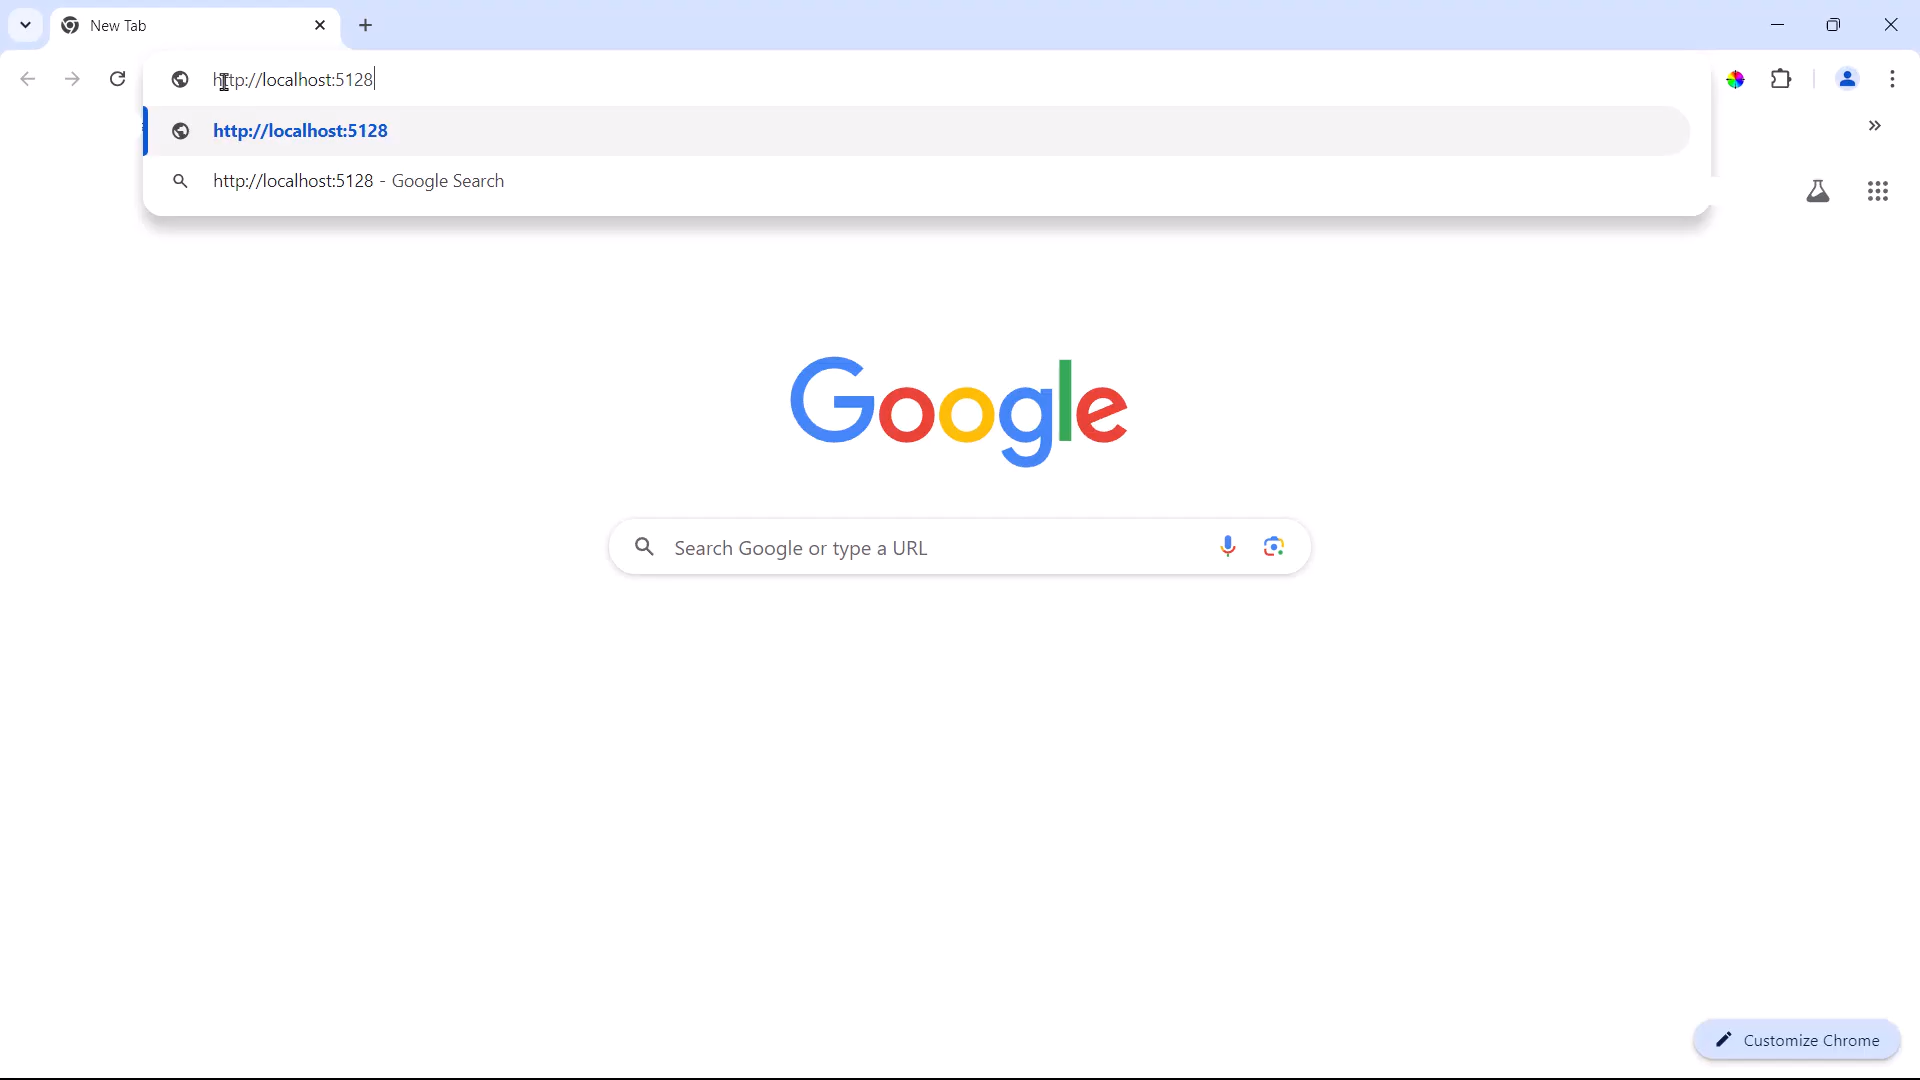 New Tab
http://localhost:5128
http://localhost:5128
http://localhost:5128 - Google Search
Google
Search Google or type a URL
Customize Chrome